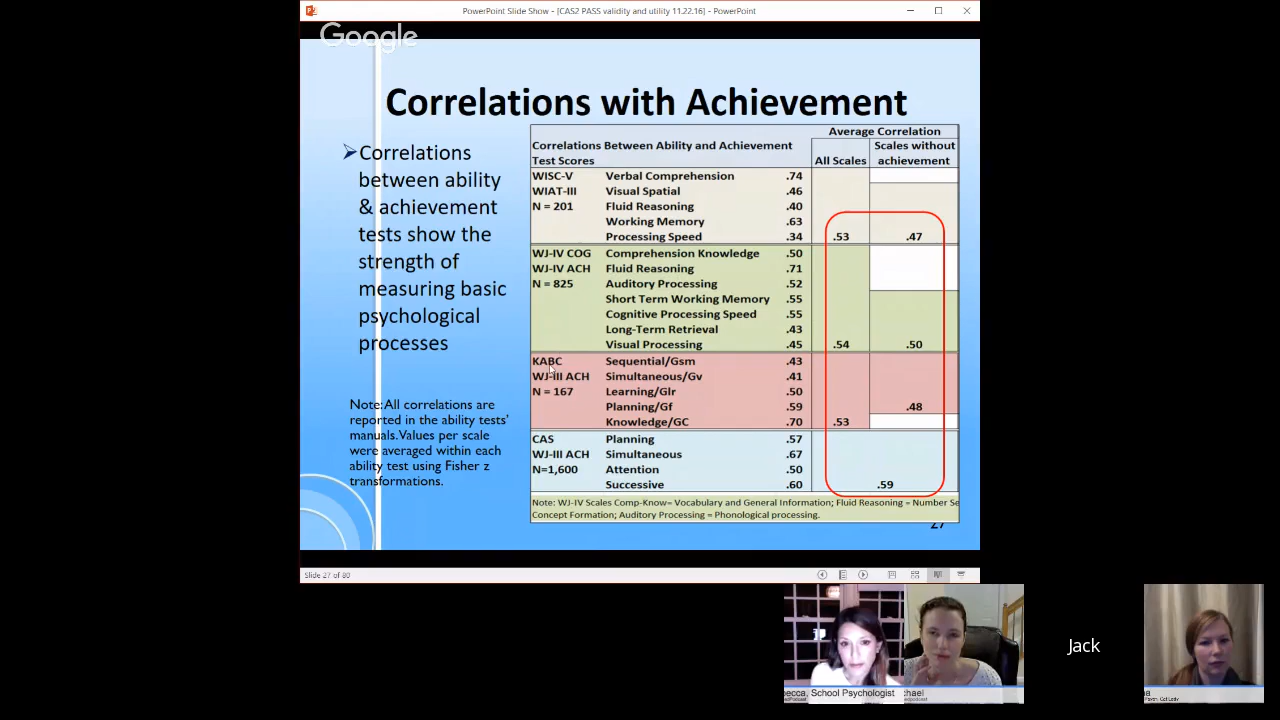 PowerPoint Slide Show - [CAS2 PASS validity and utility 11.22.16] - PowerPoint
Google
Correlations with Achievement
Correlations
between ability
& achievement
tests show the
strength of
measuring basic
psychological
processes
Note: All correlations are
reported in the ability tests'
manuals. Values per scale
were averaged within each
ability test using Fisher z
transformations.
Average Correlation
Correlations Between Ability and Achievement Scales without
Test Scores All Scales achievement
WISC-V Verbal Comprehension .74
WIAT-III Visual Spatial .46
N = 201 Fluid Reasoning .40
Working Memory .63
Processing Speed .34 .53 .47
WJ-IV COG Comprehension Knowledge .50
WJ-IV ACH Fluid Reasoning .71
N = 825 Auditory Processing .52
Short Term Working Memory .55
Cognitive Processing Speed .55
Long-Term Retrieval .43
Visual Processing .45 .54 .50
KABC Sequential/Gsm .43
WJ-III ACH Simultaneous/Gv .41
N = 167 Learning/Glr .50
Planning/Gf .59 .48
Knowledge/GC .70 .53
CAS Planning .57
WJ-III ACH Simultaneous .67
N=1,600 Attention .50
Successive .60 .59
Note: WJ-IV Scales Comp-Know= Vocabulary and General Information; Fluid Reasoning = Number Se
Concept Formation; Auditory Processing = Phonological processing.
27
Slide 27 of 80
Jack
becca, School Psychologist